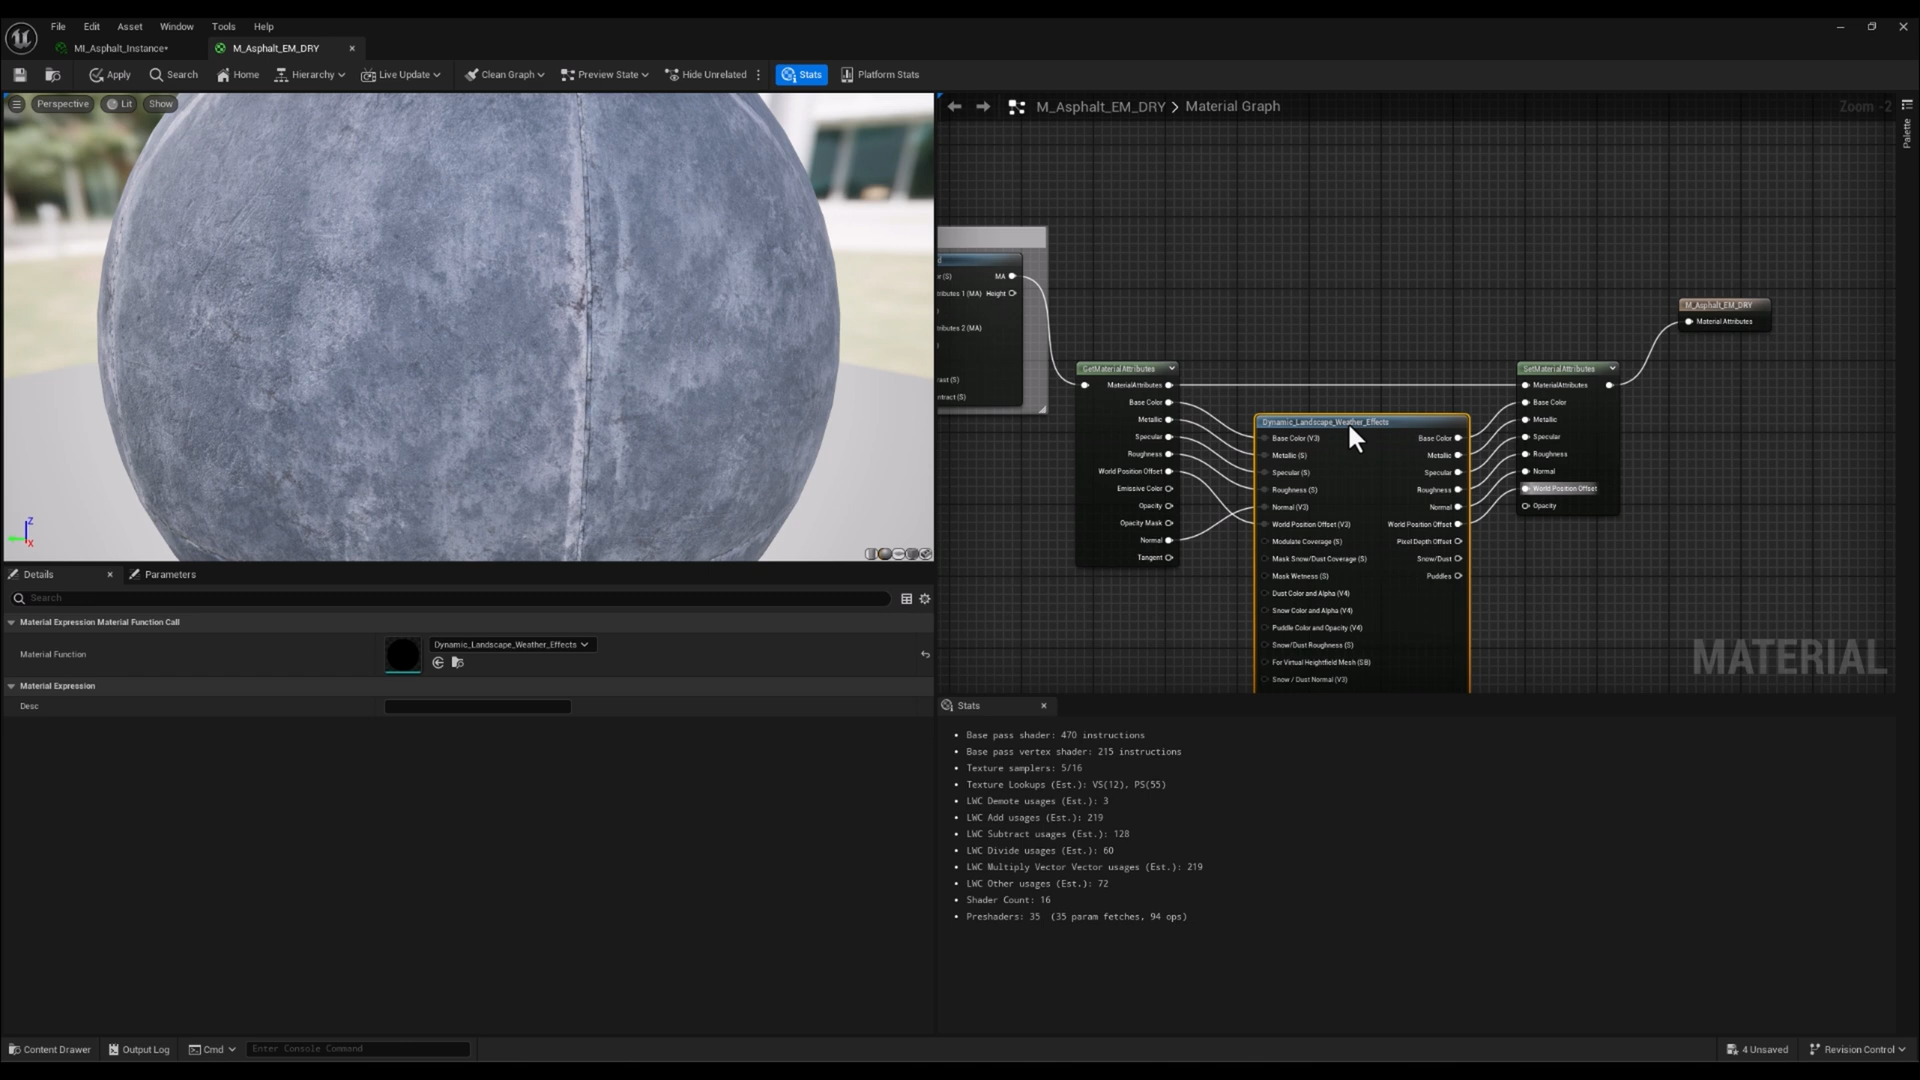 File Edit Asset Window Tools Help
MI_Asphalt_Instance*
M_Asphalt_EM_DRY
Apply Search Home Hierarchy Live Update Clean Graph Preview State Hide Unrelated Stats Platform Stats
Perspective Lit Show
Z
X
M_Asphalt_EM_DRY > Material Graph
Zoom -2
Palette
MA
Height
(S)
ibutes 1 (MA)
tributes 2 (MA)
rast (S)
ntract (S)
GetMaterialAttributes
MaterialAttributes
Base Color
Metallic
Specular
Roughness
World Position Offset
Emissive Color
Opacity
Opacity Mask
Normal
Tangent
Dynamic_Landscape_Weather_Effects
Base Color (V3) Base Color
Metallic (S) Metallic
Specular (S) Specular
Roughness (S) Roughness
Normal (V3) Normal
World Position Offset (V3) World Position Offset
Modulate Coverage (S) Pixel Depth Offset
Mask Snow/Dust Coverage (S) Snow/Dust
Mask Wetness (S) Puddles
Dust Color and Alpha (V4)
Snow Color and Alpha (V4)
Puddle Color and Opacity (V4)
Snow/Dust Roughness (S)
For Virtual Heightfield Mesh (SB)
Snow / Dust Normal (V3)
SetMaterialAttributes
MaterialAttributes
Base Color
Metallic
Specular
Roughness
Normal
World Position Offset
Opacity
M_Asphalt_EM_DRY
Material Attributes
MATERIAL
Details
Parameters
Search
Material Expression Material Function Call
Material Function
Dynamic_Landscape_Weather_Effects
Material Expression
Desc
Stats
Base pass shader: 470 instructions
Base pass vertex shader: 215 instructions
Texture samplers: 5/16
Texture Lookups (Est.): VS(12), PS(55)
LWC Demote usages (Est.): 3
LWC Add usages (Est.): 219
LWC Subtract usages (Est.): 128
LWC Divide usages (Est.): 60
LWC Multiply Vector Vector usages (Est.): 219
LWC Other usages (Est.): 72
Shader Count: 16
Preshaders: 35 (35 param fetches, 94 ops)
Content Drawer Output Log Cmd Enter Console Command
4 Unsaved Revision Control